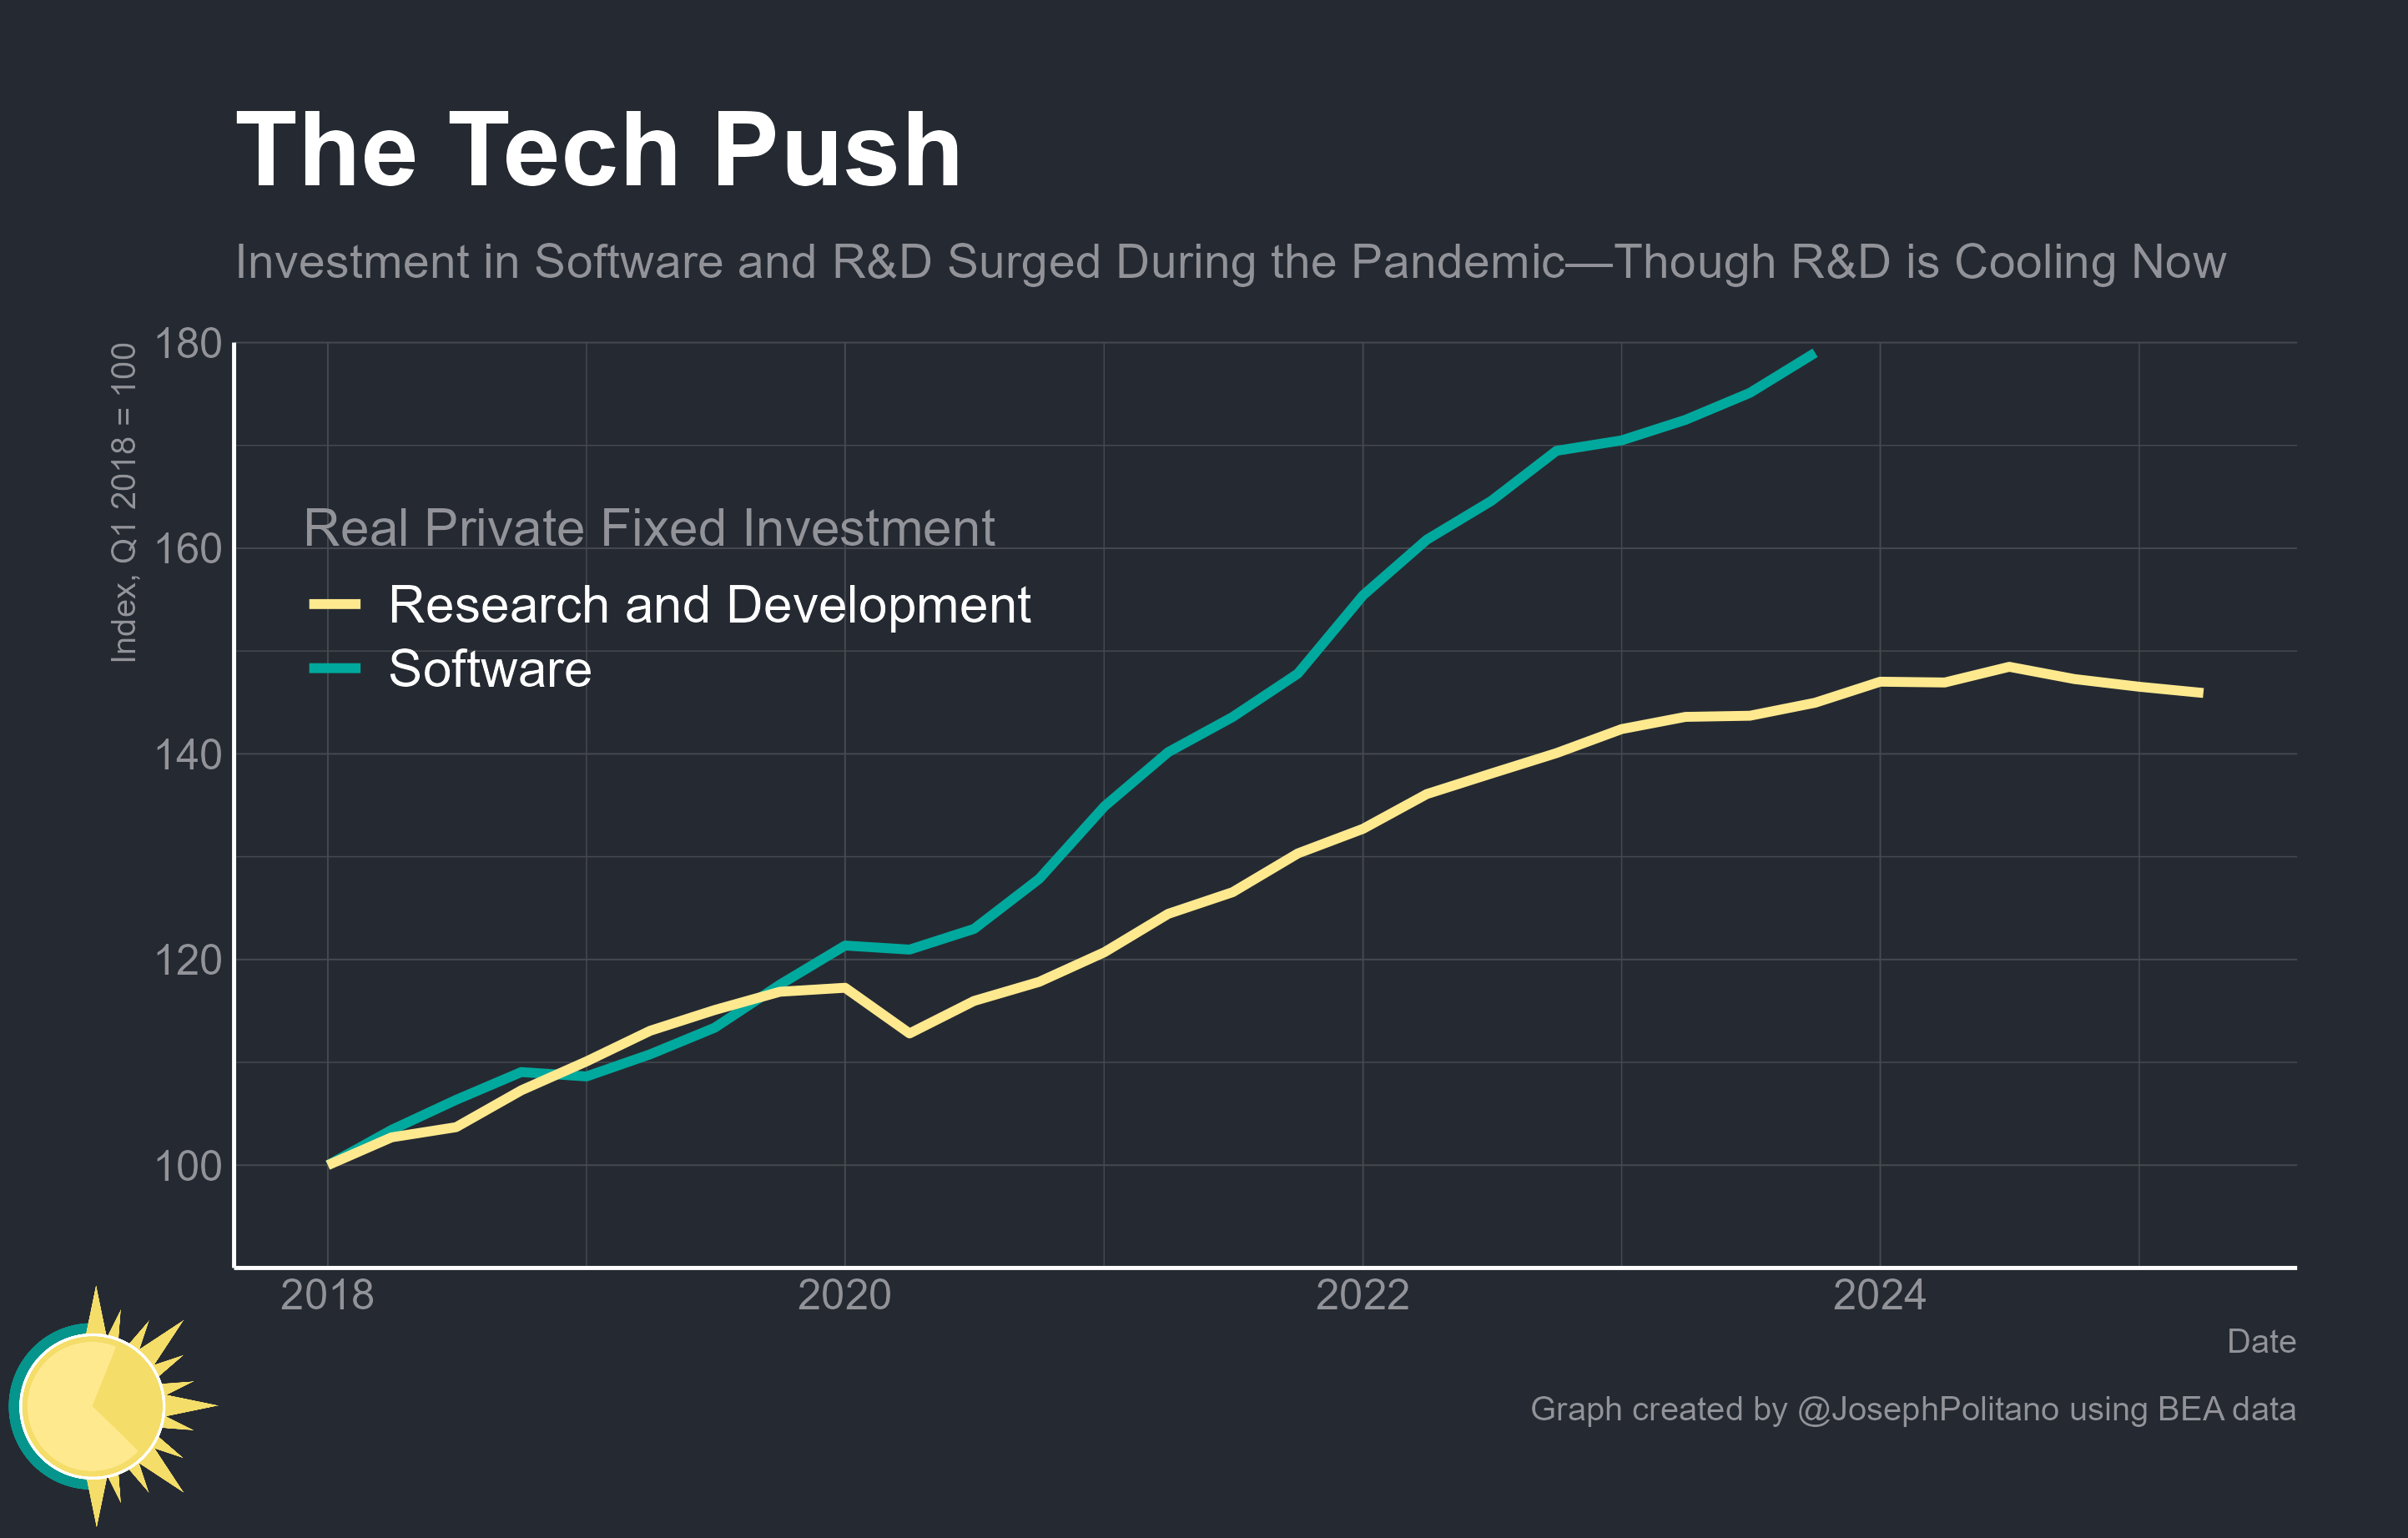 The Tech Push
Investment in Software and R&D Surged During the Pandemic—Though R&D is Cooling Now
Index, Q1 2018 = 100
180
160
140
120
100
Real Private Fixed Investment
Research and Development
Software
2018 2020 2022 2024
Date
Graph created by @JosephPolitano using BEA data